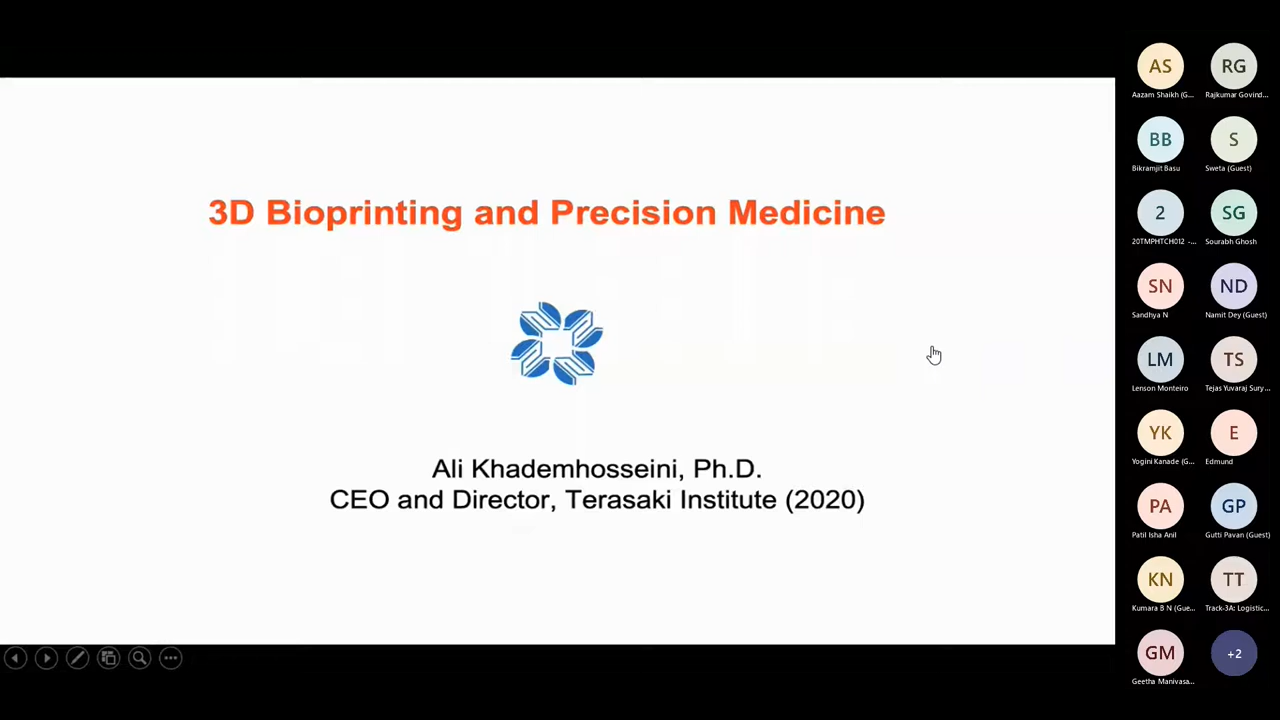 3D Bioprinting and Precision Medicine
Ali Khademhosseini, Ph.D.
CEO and Director, Terasaki Institute (2020)
AS
RG
Aazam Shaikh (G...
Rajkumar Govind...
BB
S
Bikramjit Basu
Sweta (Guest)
2
SG
20TMPHTCH012 -...
Sourabh Ghosh
SN
ND
Sandhya N
Namit Dey (Guest)
LM
TS
Lenson Monteiro
Tejas Yuvaraj Sury...
YK
E
Yogini Kanade (G...
Edmund
PA
GP
Patil Isha Anil
Gutti Pavan (Guest)
KN
TT
Kumara B N (Gue...
Track-3A: Logistic...
GM
+2
Geetha Manivasa...